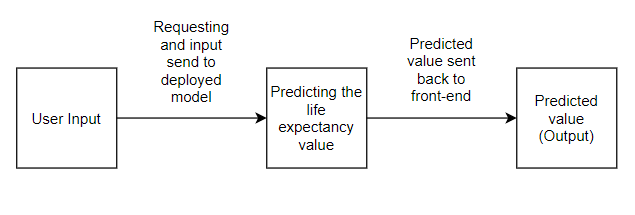 User Input
Requesting
and input
send to
deployed
model
Predicting the
life
expectancy
value
Predicted
value sent
back to
front-end
Predicted
value
(Output)